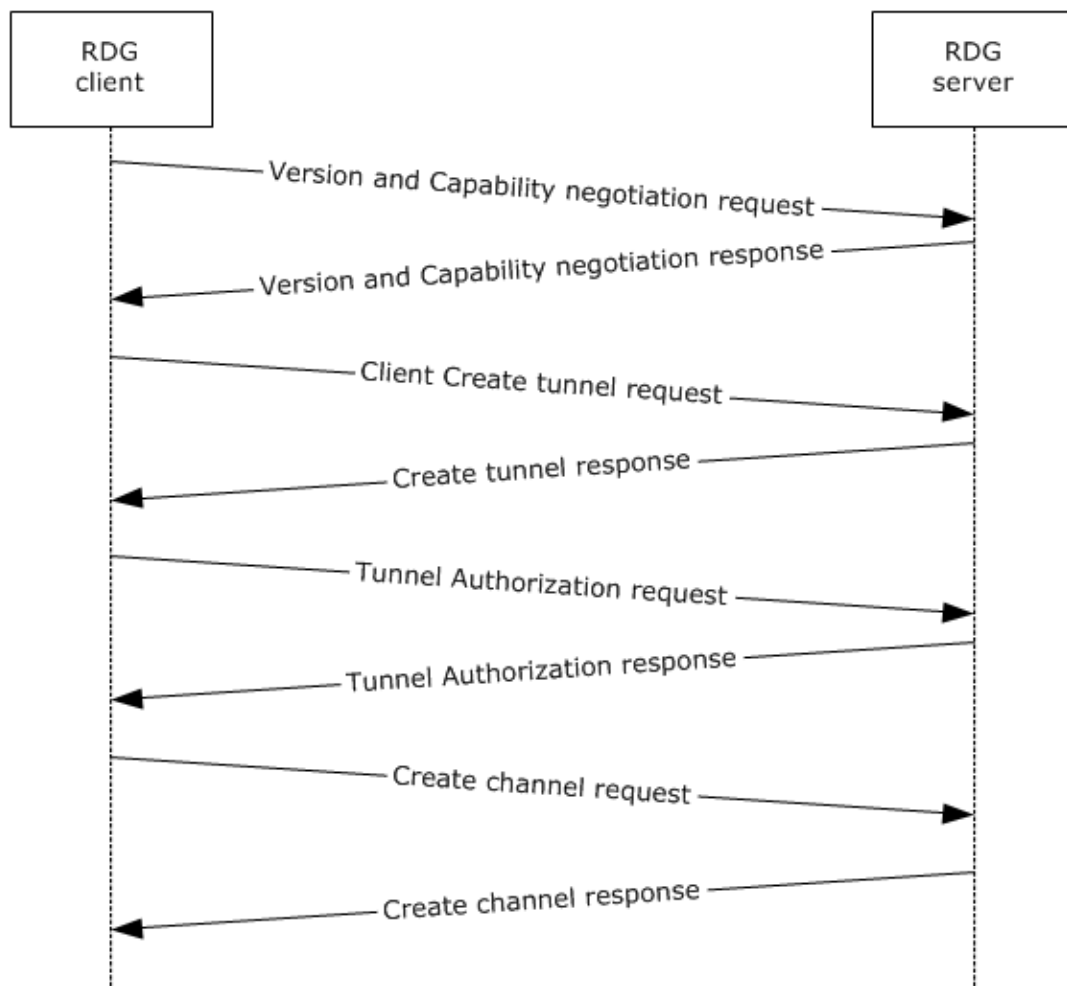 RDG
client
RDG
server
Version and Capability negotiation request
Version and Capability negotiation response
Client Create tunnel request
Create tunnel response
Tunnel Authorization request
Tunnel Authorization response
Create channel request
Create channel response